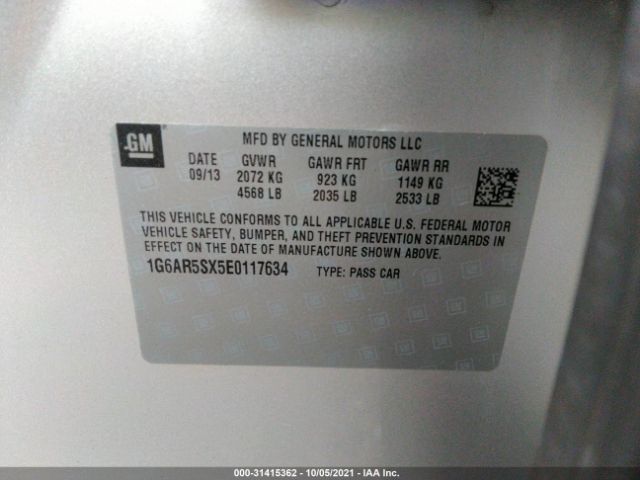 GM
MFD BY GENERAL MOTORS LLC
DATE GVWR GAWR FRT GAWR RR
09/13 2072 KG 923 KG 1149 KG
4568 LB 2035 LB 2533 LB
THIS VEHICLE CONFORMS TO ALL APPLICABLE U.S. FEDERAL MOTOR
VEHICLE SAFETY, BUMPER, AND THEFT PREVENTION STANDARDS IN
EFFECT ON THE DATE OF MANUFACTURE SHOWN ABOVE.
1G6AR5SX5E0117634 TYPE: PASS CAR
000-31415362 - 10/05/2021 - IAA Inc.